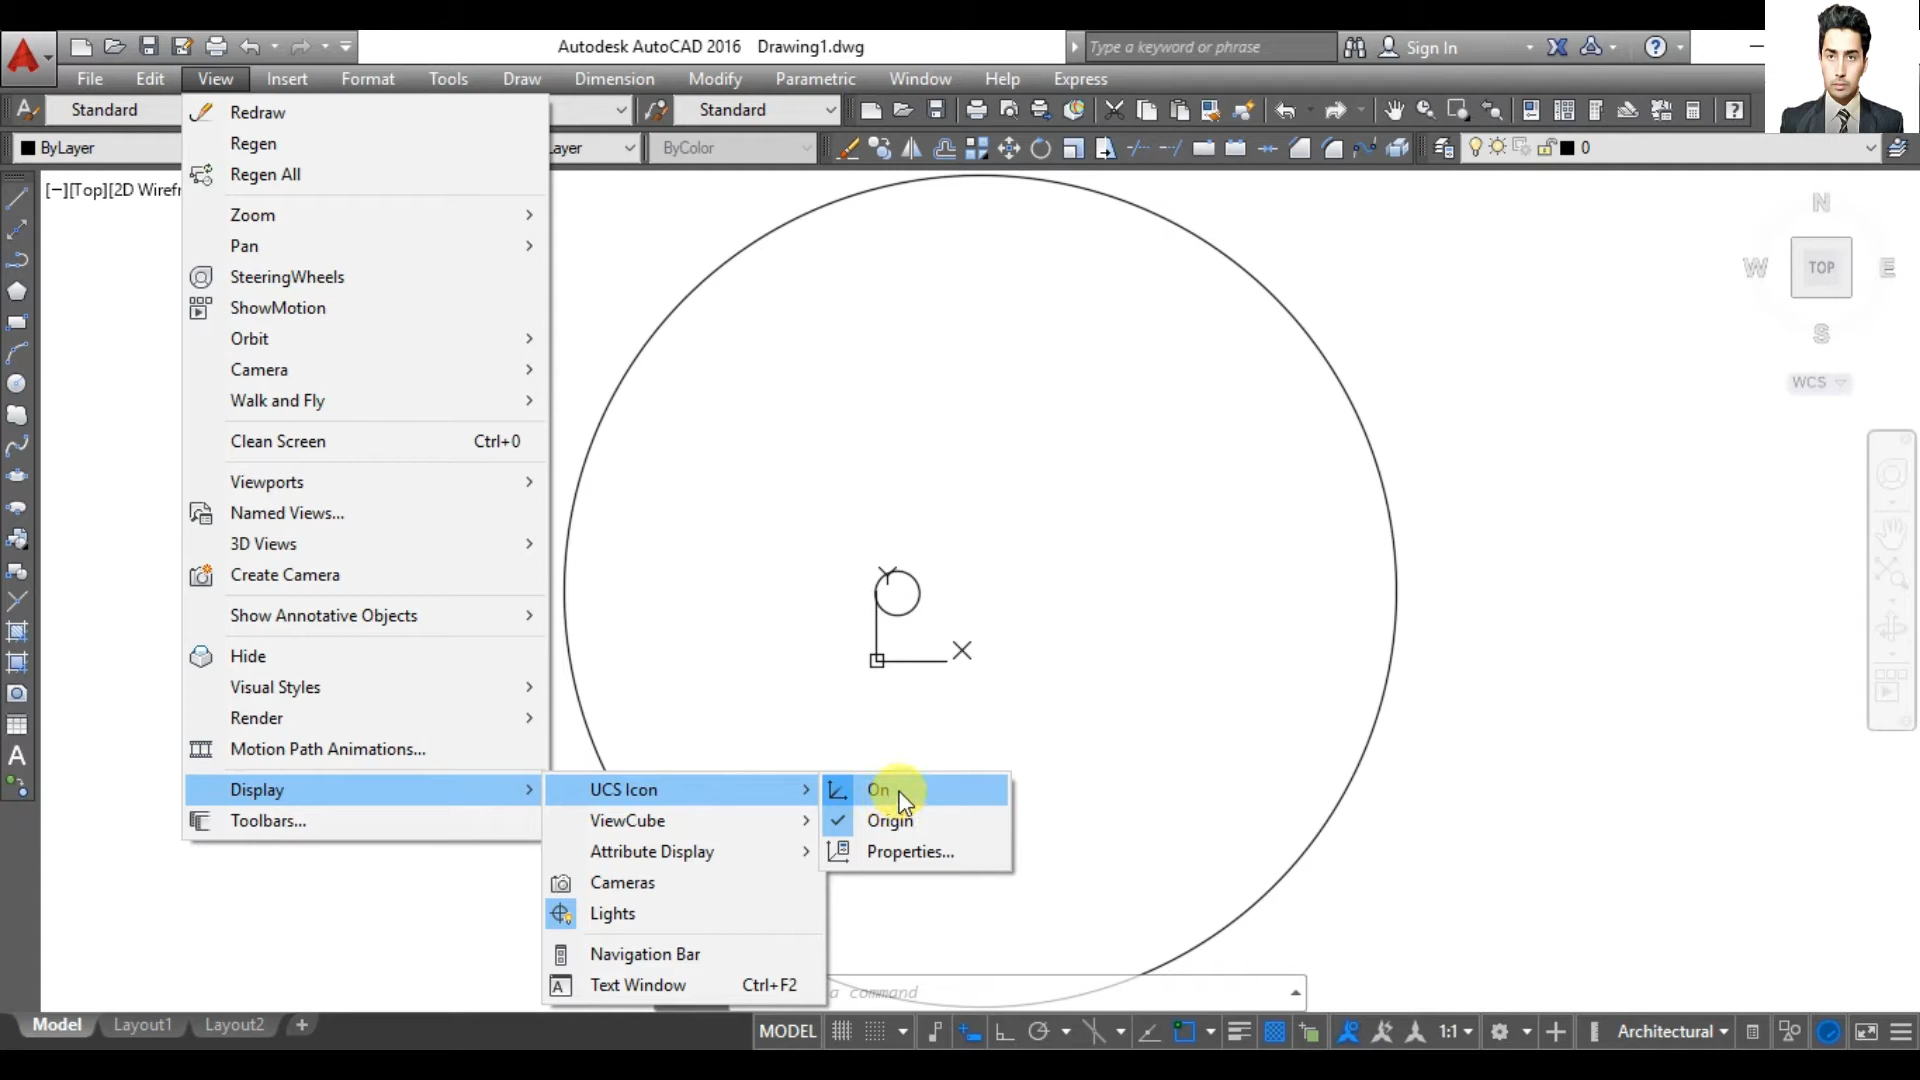 Autodesk AutoCAD 2016 Drawing1.dwg
Type a keyword or phrase
Sign In
File Edit View Insert Format Tools Draw Dimension Modify Parametric Window Help Express
Standard
Standard
ByLayer
ayer
ByColor
0
[−][Top][2D Wirefr
Redraw
Regen
Regen All
Zoom
Pan
SteeringWheels
ShowMotion
Orbit
Camera
Walk and Fly
Clean Screen Ctrl+0
Viewports
Named Views...
3D Views
Create Camera
Show Annotative Objects
Hide
Visual Styles
Render
Motion Path Animations...
Display
Toolbars...
UCS Icon
ViewCube
Attribute Display
Cameras
Lights
Navigation Bar
Text Window Ctrl+F2
On
Origin
Properties...
Y
X
N
W TOP E
S
WCS
a command
Model Layout1 Layout2
MODEL
1:1
Architectural